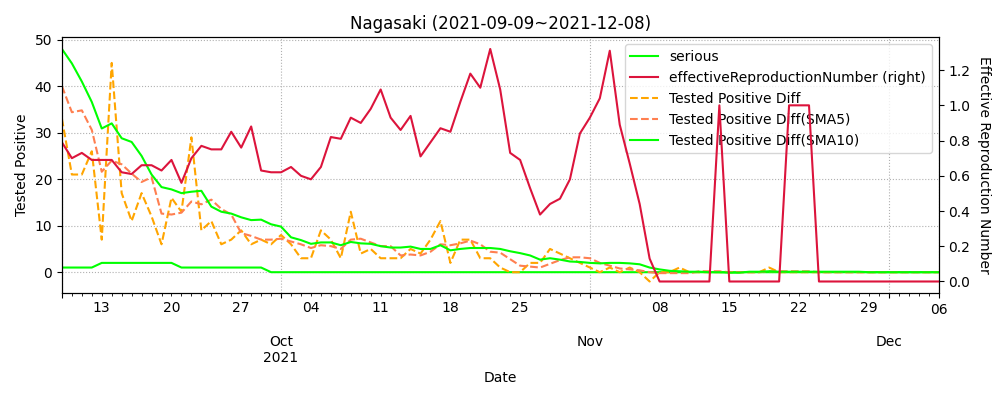 Nagasaki (2021-09-09~2021-12-08)
50
40
30
20
10
0
Tested Positive
serious
effectiveReproductionNumber (right)
Tested Positive Diff
Tested Positive Diff(SMA5)
Tested Positive Diff(SMA10)
1.2
1.0
0.8
0.6
0.4
0.2
0.0
Effective Reproduction Number
13 20 27 04 11 18 25 08 15 22 29 06
Oct Nov Dec
2021
Date